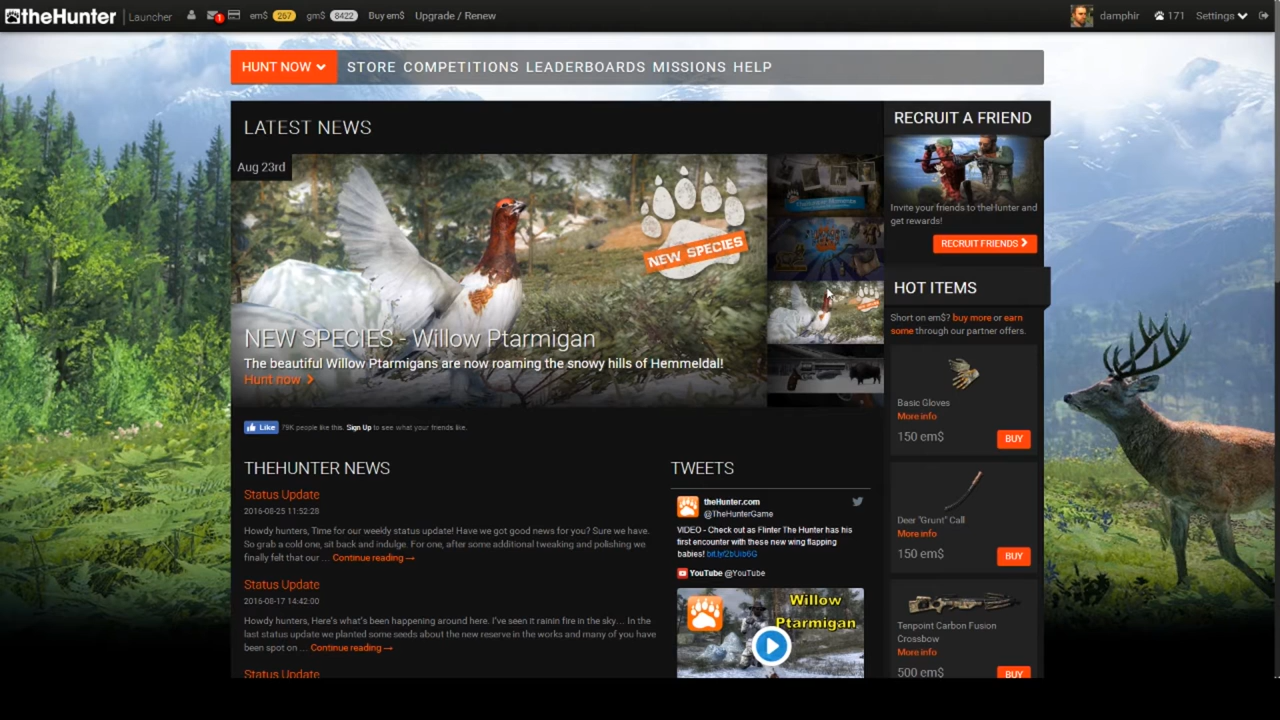 theHunter
Launcher
1
em$ 267
gm$ 8422
Buy em$
Upgrade / Renew
damphir
171
Settings
HUNT NOW
STORE COMPETITIONS LEADERBOARDS MISSIONS HELP
LATEST NEWS
Aug 23rd
NEW SPECIES
NEW SPECIES - Willow Ptarmigan
The beautiful Willow Ptarmigans are now roaming the snowy hills of Hemmeldal!
Hunt now
Like
79K people like this. Sign Up to see what your friends like.
THEHUNTER NEWS
Status Update
2016-08-25 11:52:28
Howdy hunters, Time for our weekly status update! Have we got good news for you? Sure we have.
So grab a cold one, sit back and indulge. For one, after some additional tweaking and polishing we
finally felt that our ... Continue reading →
Status Update
2016-08-17 14:42:00
Howdy hunters, Here's what's been happening around here. I've seen it rainin fire in the sky... In the
last status update we planted some seeds about the new reserve in the works and many of you have
been spot on ... Continue reading →
Status Update
TWEETS
theHunter.com
@TheHunterGame
VIDEO - Check out as Flinter The Hunter has his
first encounter with these new wing flapping
babies! bit.ly/2bUib6G
YouTube @YouTube
Willow
Ptarmigan
RECRUIT A FRIEND
Invite your friends to theHunter and
get rewards!
RECRUIT FRIENDS
HOT ITEMS
Short on em$? buy more or earn
some through our partner offers.
Basic Gloves
More info
150 em$
BUY
Deer "Grunt" Call
More info
150 em$
BUY
Tenpoint Carbon Fusion
Crossbow
More info
500 em$
BUY